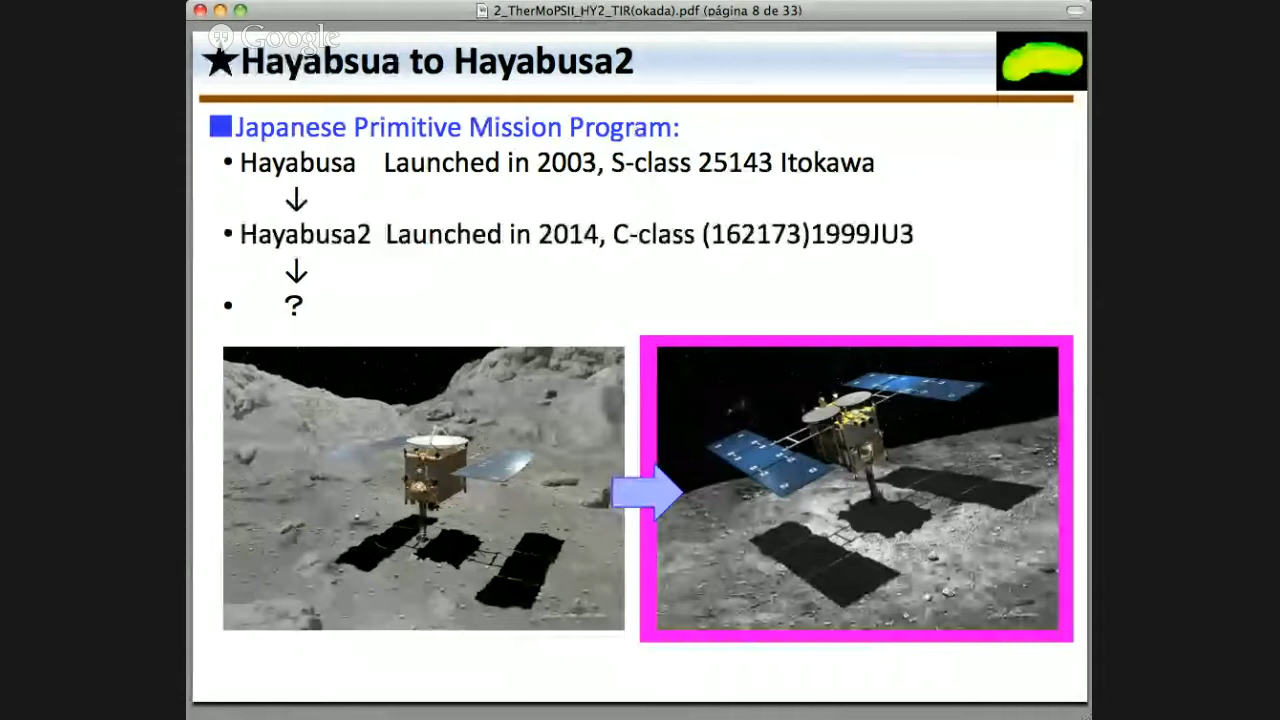 2_TherMoPSII_HY2_TIR(okada).pdf (página 8 de 33)
Google
★Hayabsua to Hayabusa2
■Japanese Primitive Mission Program:
• Hayabusa Launched in 2003, S-class 25143 Itokawa
↓
• Hayabusa2 Launched in 2014, C-class (162173)1999JU3
↓
• ?